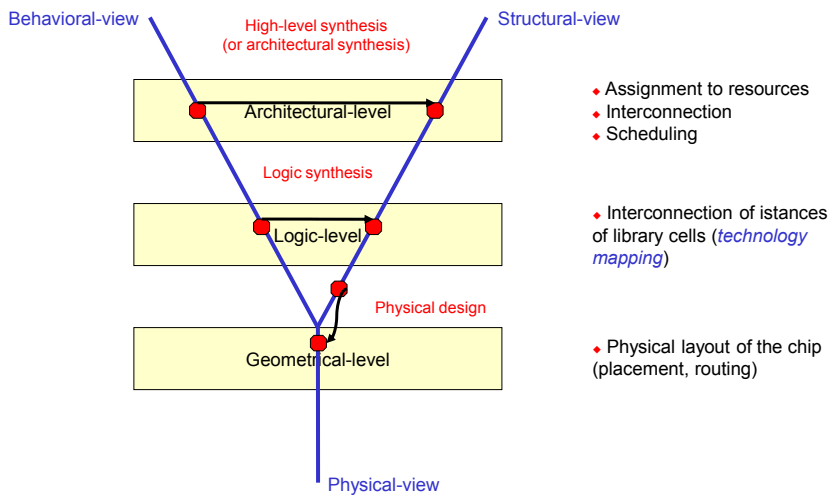 Behavioral-view
High-level synthesis
(or architectural synthesis)
Structural-view
Architectural-level
♦ Assignment to resources
♦ Interconnection
♦ Scheduling
Logic synthesis
Logic-level
♦ Interconnection of istances
of library cells (technology
mapping)
Physical design
Geometrical-level
♦ Physical layout of the chip
(placement, routing)
Physical-view